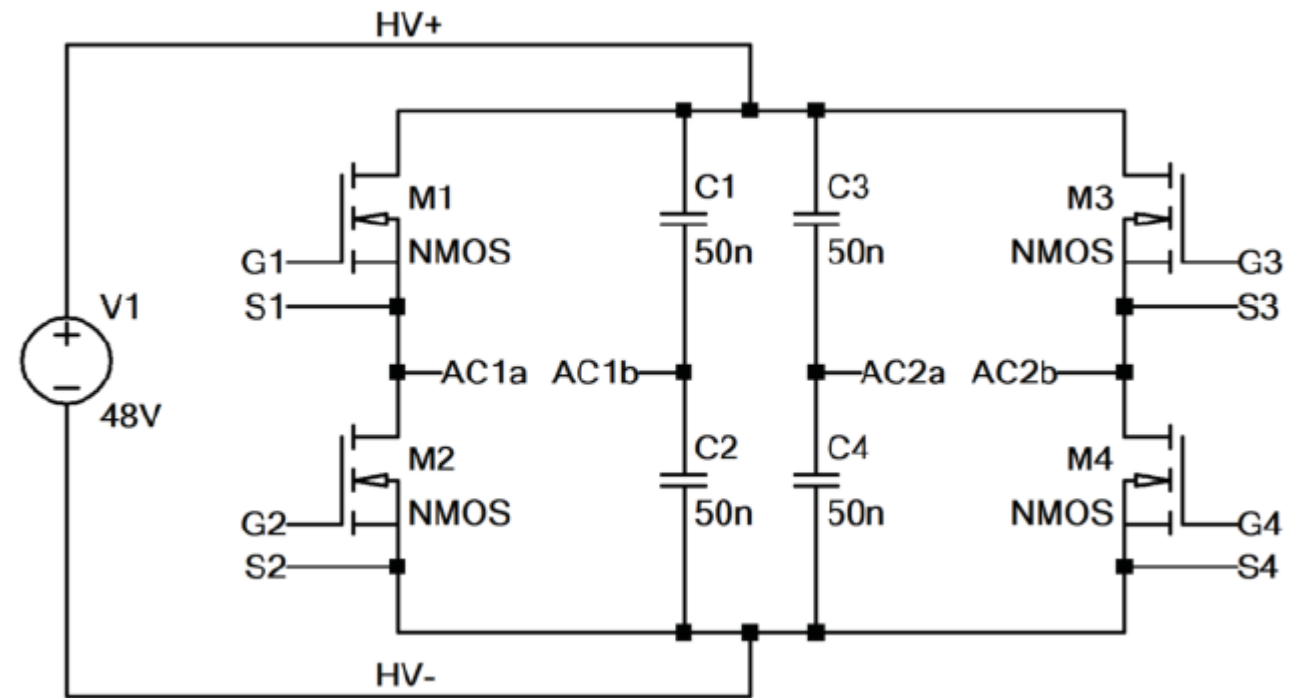 HV+
C1
C3
M1
M3
50n
50n
NMOS
NMOS
G1
G3
V1
S1
S3
AC1a
AC1b
AC2a
AC2b
48V
C2
C4
M2
M4
50n
50n
NMOS
NMOS
G2
G4
S2
S4
HV-